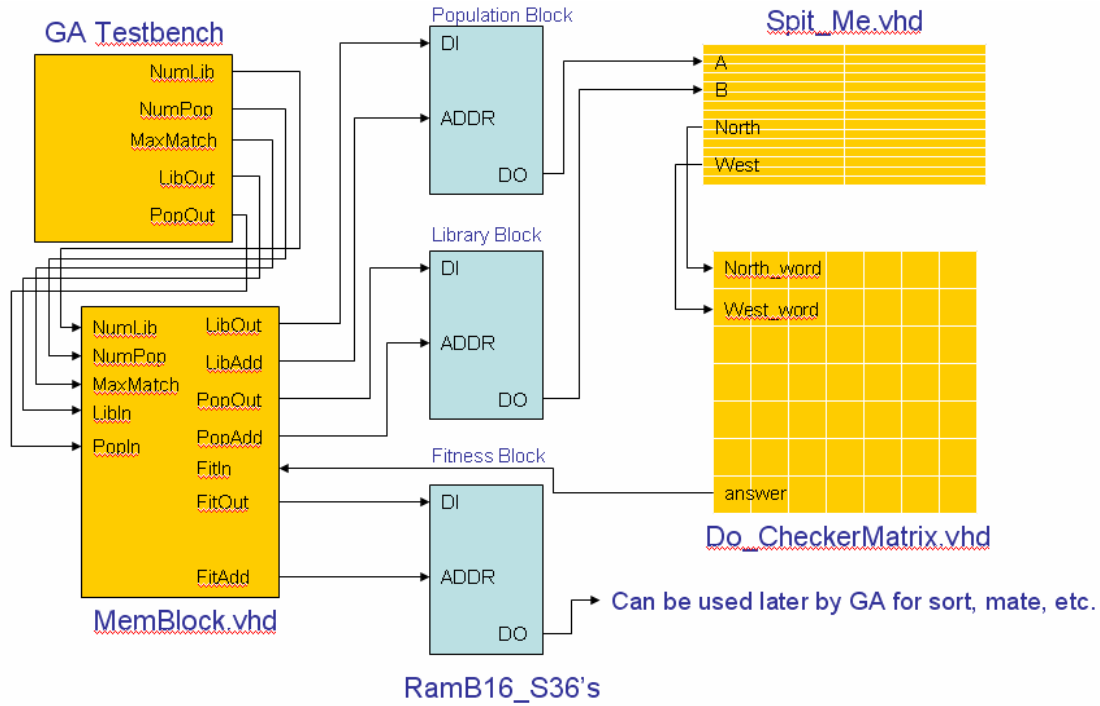 GA Testbench
NumLib
NumPop
MaxMatch
LibOut
PopOut
NumLib
NumPop
MaxMatch
LibIn
PopIn
LibOut
LibAdd
PopOut
PopAdd
FitIn
FitOut
FitAdd
MemBlock.vhd
Population Block
DI
ADDR
DO
Library Block
DI
ADDR
DO
Fitness Block
DI
ADDR
DO
RamB16_S36's
Spit_Me.vhd
A
B
North
West
North_word
West_word
answer
Do_CheckerMatrix.vhd
Can be used later by GA for sort, mate, etc.